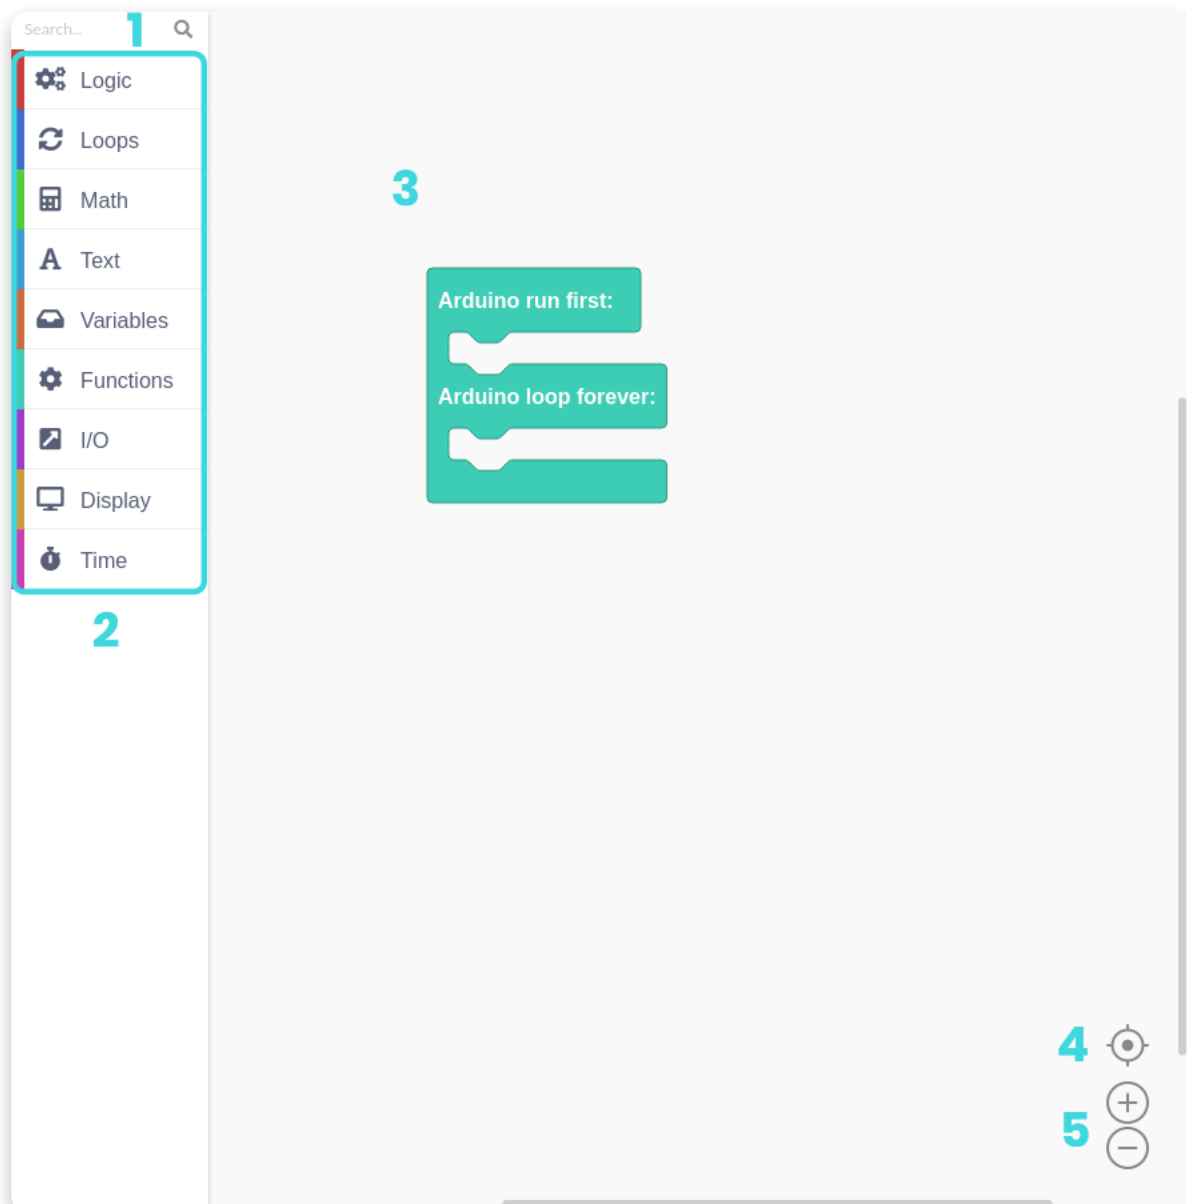 Search... 1
Logic
Loops
Math
Text
Variables
Functions
I/O
Display
Time
2
3
Arduino run first:
Arduino loop forever:
4
5